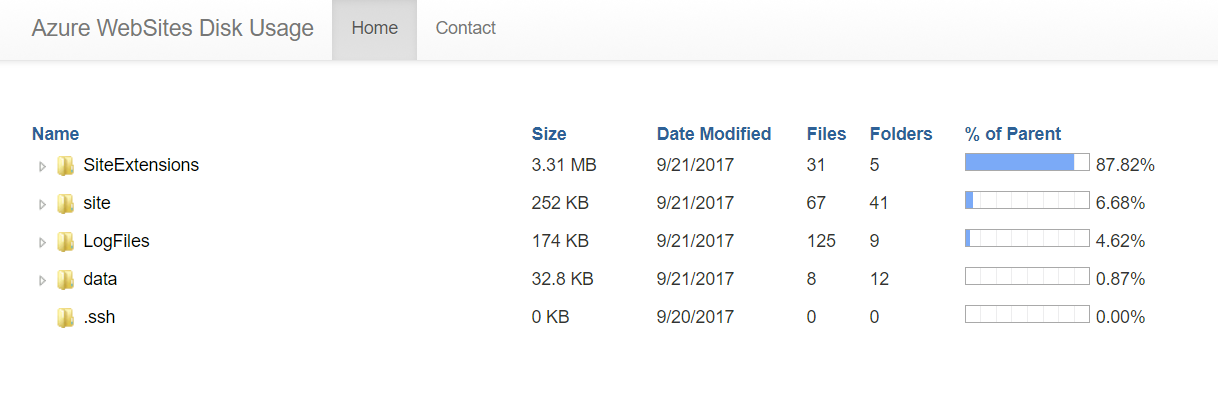 Azure WebSites Disk Usage Home Contact
Name Size Date Modified Files Folders % of Parent
SiteExtensions 3.31 MB 9/21/2017 31 5 87.82%
site 252 KB 9/21/2017 67 41 6.68%
LogFiles 174 KB 9/21/2017 125 9 4.62%
data 32.8 KB 9/21/2017 8 12 0.87%
.ssh 0 KB 9/20/2017 0 0 0.00%